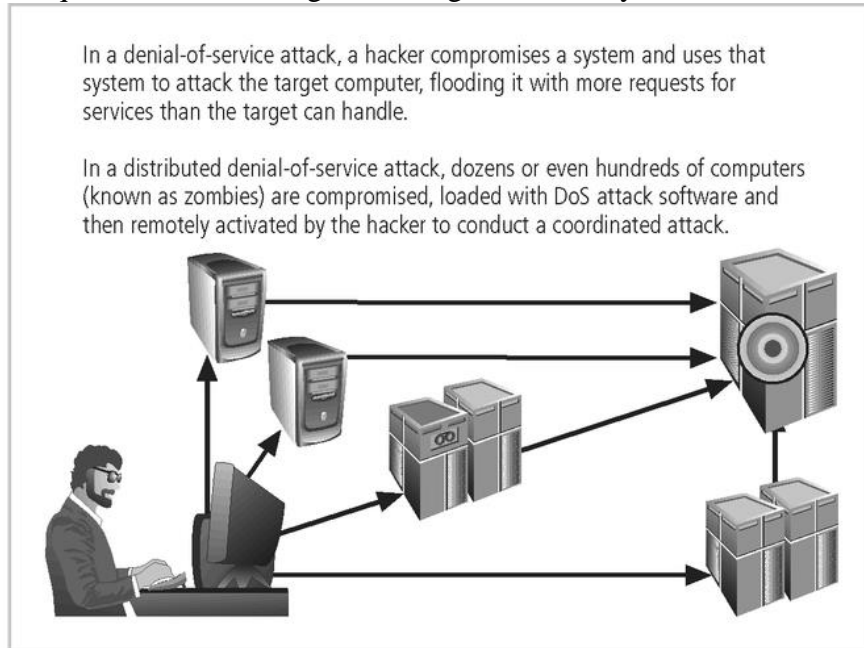 In a denial-of-service attack, a hacker compromises a system and uses that
system to attack the target computer, flooding it with more requests for
services than the target can handle.
In a distributed denial-of-service attack, dozens or even hundreds of computers
(known as zombies) are compromised, loaded with DoS attack software and
then remotely activated by the hacker to conduct a coordinated attack.